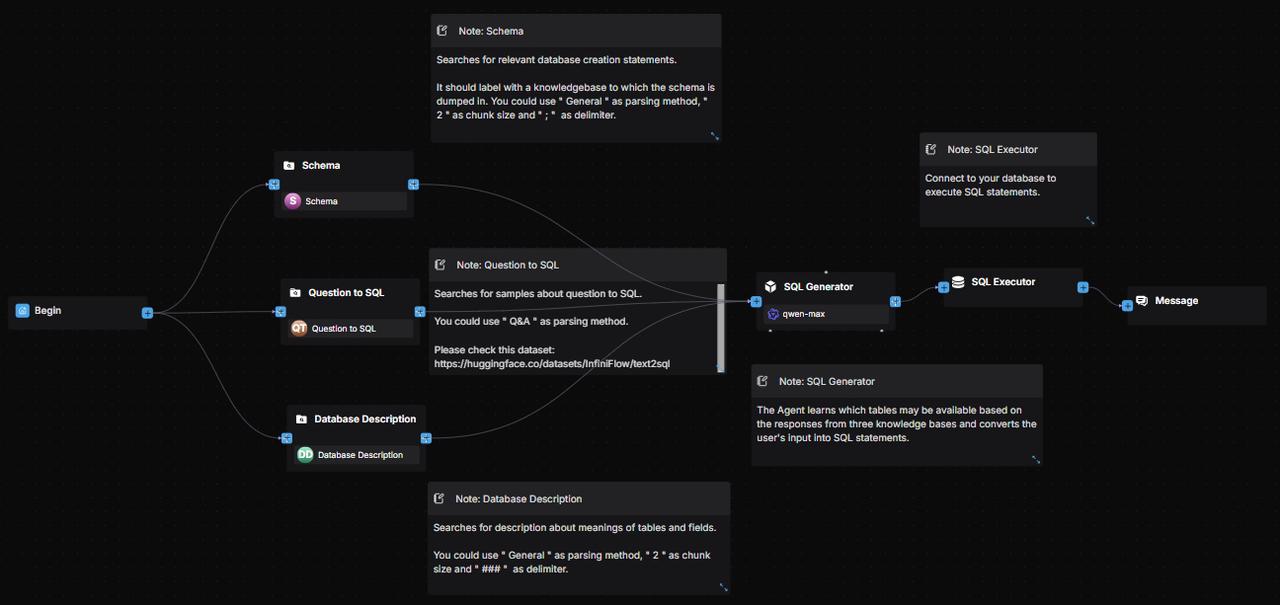 Note: Schema
Searches for relevant database creation statements.
It should label with a knowledgebase to which the schema is
dumped in. You could use " General " as parsing method, "
2 " as chunk size and " ; "  as delimiter.
Note: SQL Executor
Connect to your database to
execute SQL statements.
Schema
S Schema
Note: Question to SQL
Searches for samples about question to SQL.
You could use " Q&A " as parsing method.
Please check this dataset:
https://huggingface.co/datasets/InfiniFlow/text2sql
Begin
Question to SQL
QT Question to SQL
SQL Generator
qwen-max
SQL Executor
Message
Note: SQL Generator
The Agent learns which tables may be available based on
the responses from three knowledge bases and converts the
user's input into SQL statements.
Database Description
DD Database Description
Note: Database Description
Searches for description about meanings of tables and fields.
You could use " General " as parsing method, " 2 " as chunk
size and " ### "  as delimiter.